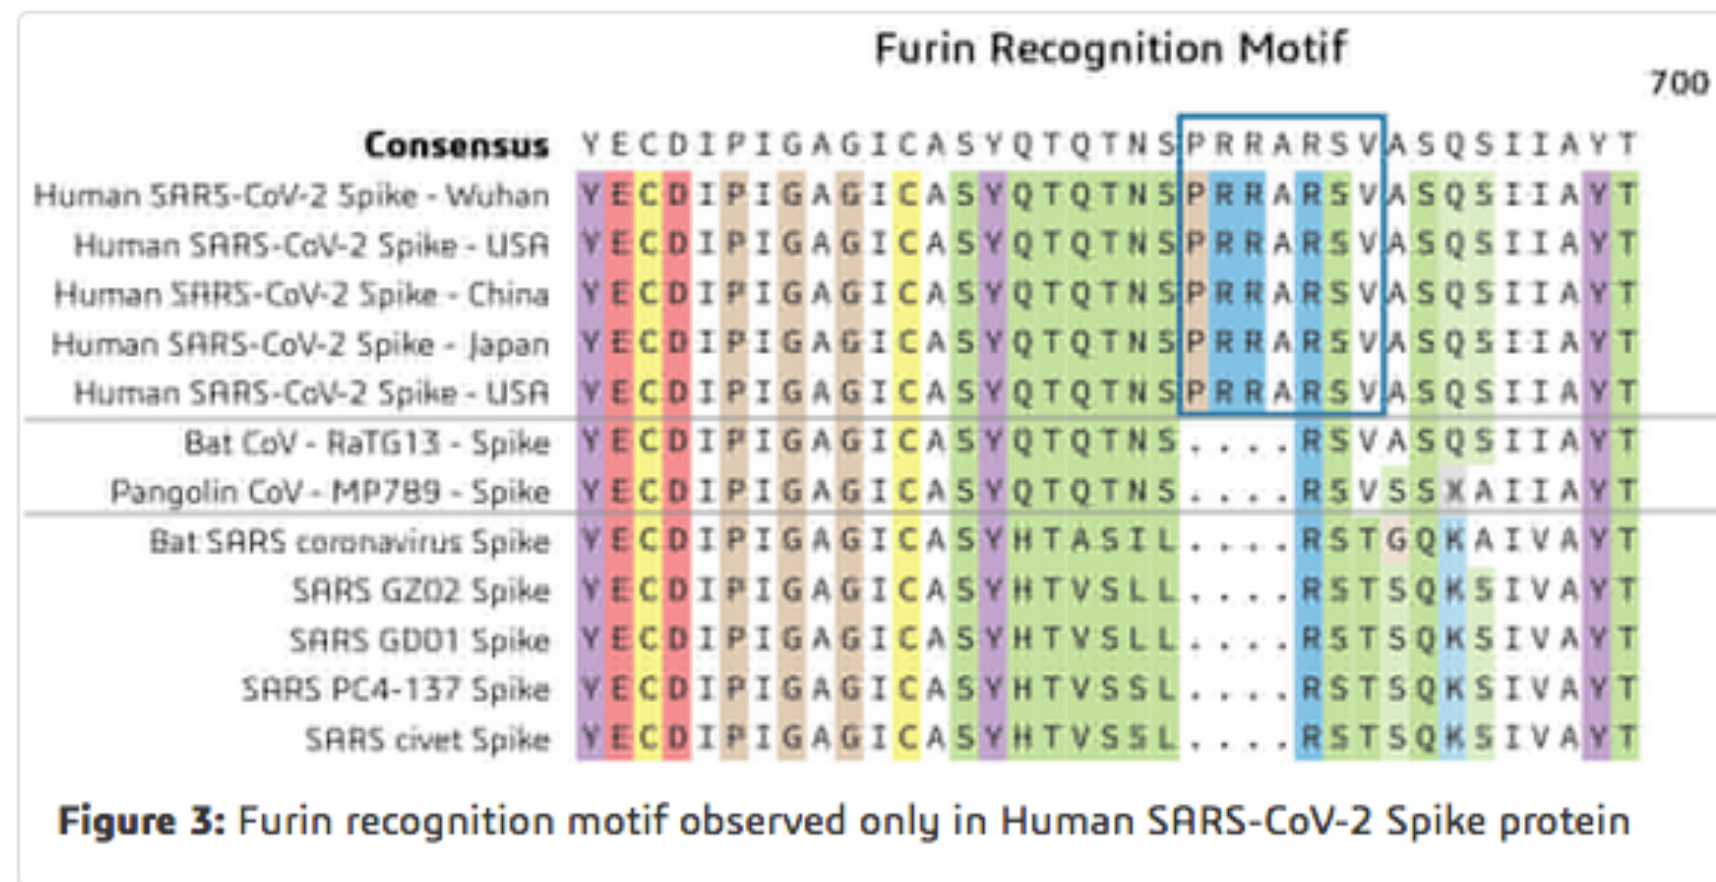 Furin Recognition Motif
700
Consensus YECDIPIGAGICASYQTQTNSPRRARSVASQSIIAYT
Human SARS-CoV-2 Spike - Wuhan YECDIPIGAGICASYQTQTNSPRRARSVASQSIIAYT
Human SARS-CoV-2 Spike - USA YECDIPIGAGICASYQTQTNSPRRARSVASQSIIAYT
Human SARS-CoV-2 Spike - China YECDIPIGAGICASYQTQTNSPRRARSVASQSIIAYT
Human SARS-CoV-2 Spike - Japan YECDIPIGAGICASYQTQTNSPRRARSVASQSIIAYT
Human SARS-CoV-2 Spike - USA YECDIPIGAGICASYQTQTNSPRRARSVASQSIIAYT
Bat CoV - RaTG13 - Spike YECDIPIGAGICASYQTQTNS....RSVASQSIIAYT
Pangolin CoV - MP789 - Spike YECDIPIGAGICASYQTQTNS....RSVSSXAIIAYT
Bat SARS coronavirus Spike YECDIPIGAGICASYHTASIL....RSTGQKAIVAYT
SARS GZ02 Spike YECDIPIGAGICASYHTVSLL....RSTSQKSIVAYT
SARS GD01 Spike YECDIPIGAGICASYHTVSLL....RSTSQKSIVAYT
SARS PC4-137 Spike YECDIPIGAGICASYHTVSSL....RSTSQKSIVAYT
SARS civet Spike YECDIPIGAGICASYHTVSSL....RSTSQKSIVAYT
Figure 3: Furin recognition motif observed only in Human SARS-CoV-2 Spike protein